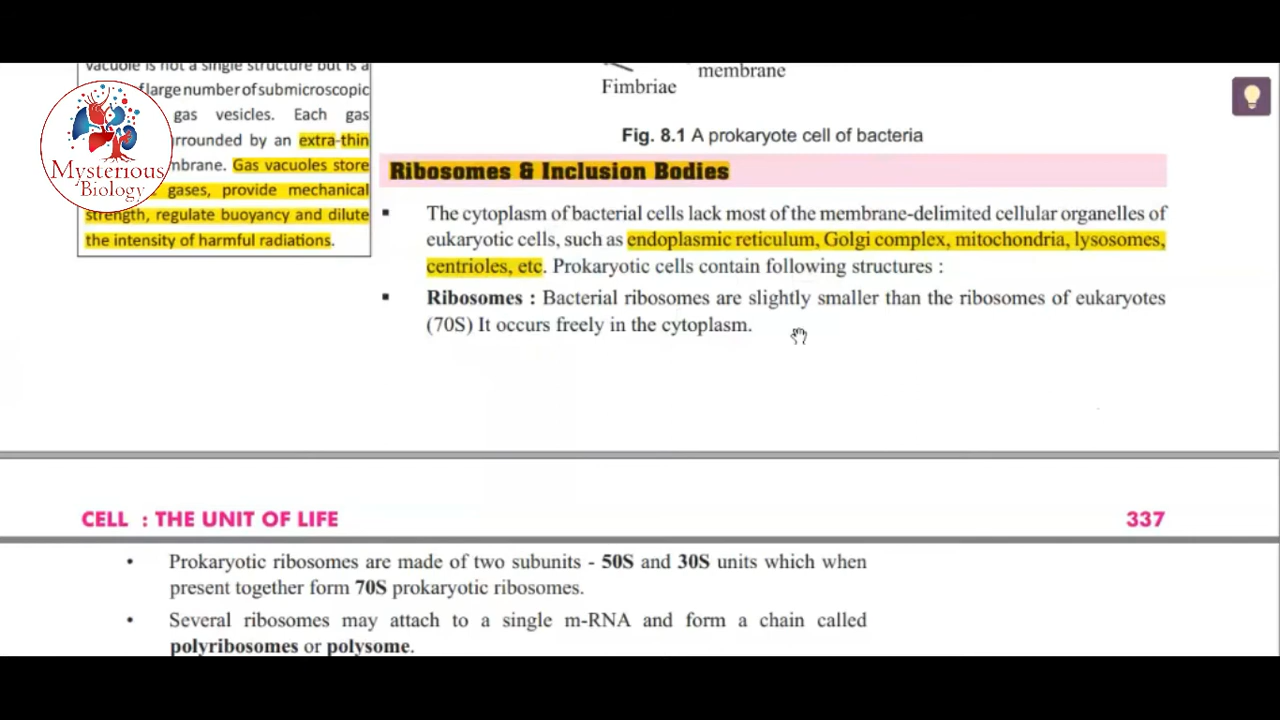 vacuole is not a single structure but is a
large number of submicroscopic
gas vesicles. Each gas
surrounded by an extra-thin
membrane. Gas vacuoles store
gases, provide mechanical
strength, regulate buoyancy and dilute
the intensity of harmful radiations.
Mysterious
Biology
membrane
Fimbriae
Fig. 8.1 A prokaryote cell of bacteria
Ribosomes & Inclusion Bodies
▪ The cytoplasm of bacterial cells lack most of the membrane-delimited cellular organelles of
eukaryotic cells, such as endoplasmic reticulum, Golgi complex, mitochondria, lysosomes,
centrioles, etc. Prokaryotic cells contain following structures :
▪ Ribosomes : Bacterial ribosomes are slightly smaller than the ribosomes of eukaryotes
(70S) It occurs freely in the cytoplasm.
CELL : THE UNIT OF LIFE 337
• Prokaryotic ribosomes are made of two subunits - 50S and 30S units which when
present together form 70S prokaryotic ribosomes.
• Several ribosomes may attach to a single m-RNA and form a chain called
polyribosomes or polysome.